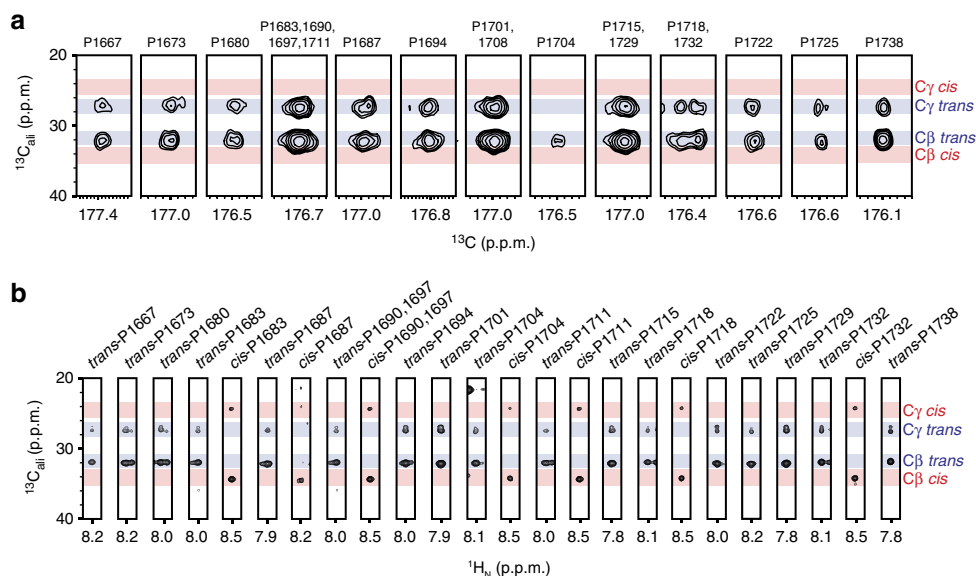 a
P1683,1690, P1701, P1715, P1718,
P1667 P1673 P1680 1697,1711 P1687 P1694 1708 P1704 1729 1732 P1722 P1725 P1738
20
30
40
¹³C_ali (p.p.m.)
Cγ cis
Cγ trans
Cβ trans
Cβ cis
177.4 177.0 176.5 176.7 177.0 176.8 177.0 176.5 177.0 176.4 176.6 176.6 176.1
¹³C (p.p.m.)
b
trans-P1667
trans-P1673
trans-P1680
trans-P1683
cis-P1683
trans-P1687
cis-P1687
trans-P1690,1697
cis-P1690,1697
trans-P1694
trans-P1701
trans-P1704
cis-P1704
trans-P1711
cis-P1711
trans-P1715
trans-P1718
cis-P1718
trans-P1722
trans-P1725
trans-P1729
trans-P1732
cis-P1732
trans-P1738
20
30
40
¹³C_ali (p.p.m.)
Cγ cis
Cγ trans
Cβ trans
Cβ cis
8.2 8.2 8.0 8.0 8.5 7.9 8.2 8.0 8.5 8.0 7.9 8.1 8.5 8.0 8.5 7.8 8.1 8.5 8.0 8.2 7.8 8.1 8.5 7.8
¹H_N (p.p.m.)